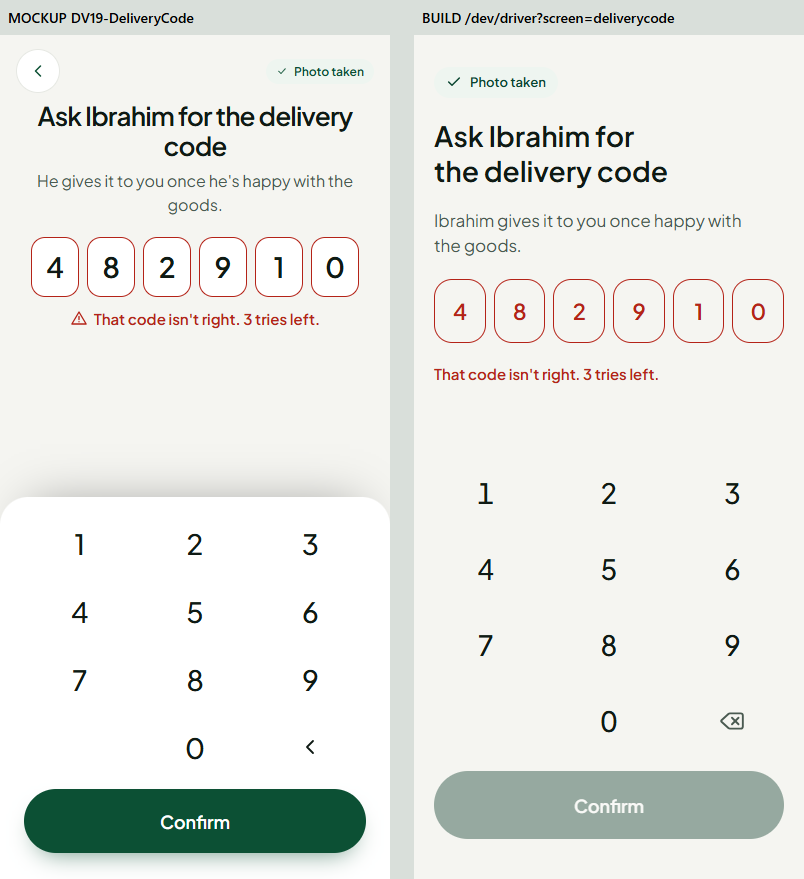 MOCKUP DV19-DeliveryCode
Photo taken
Ask Ibrahim for the delivery
code
He gives it to you once he's happy with the
goods.
4 8 2 9 1 0
That code isn't right. 3 tries left.
1 2 3
4 5 6
7 8 9
0
Confirm
BUILD /dev/driver?screen=deliverycode
Photo taken
Ask Ibrahim for
the delivery code
Ibrahim gives it to you once happy with
the goods.
4 8 2 9 1 0
That code isn't right. 3 tries left.
1 2 3
4 5 6
7 8 9
0
Confirm